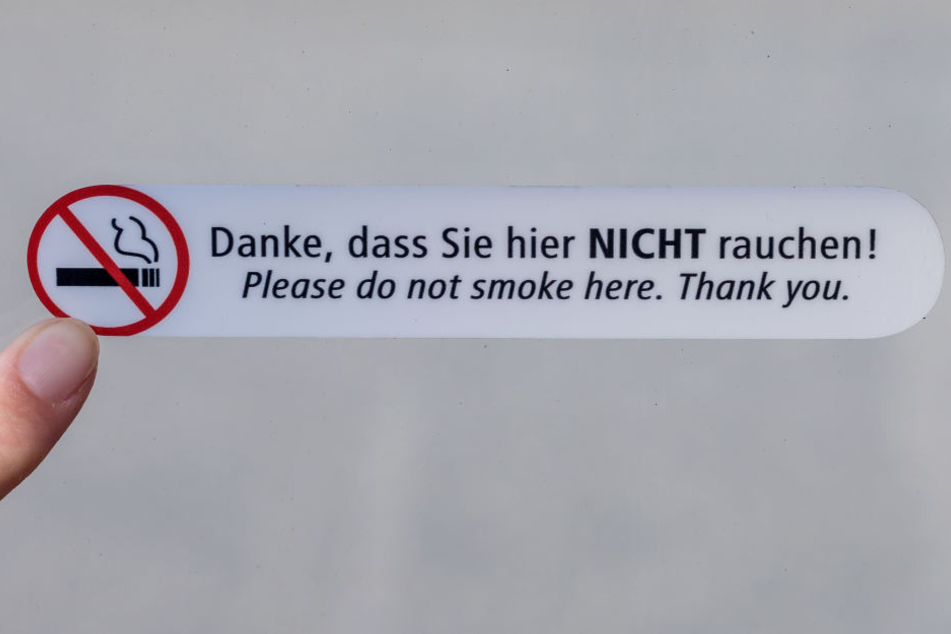 Danke, dass Sie hier NICHT rauchen!
Please do not smoke here. Thank you.